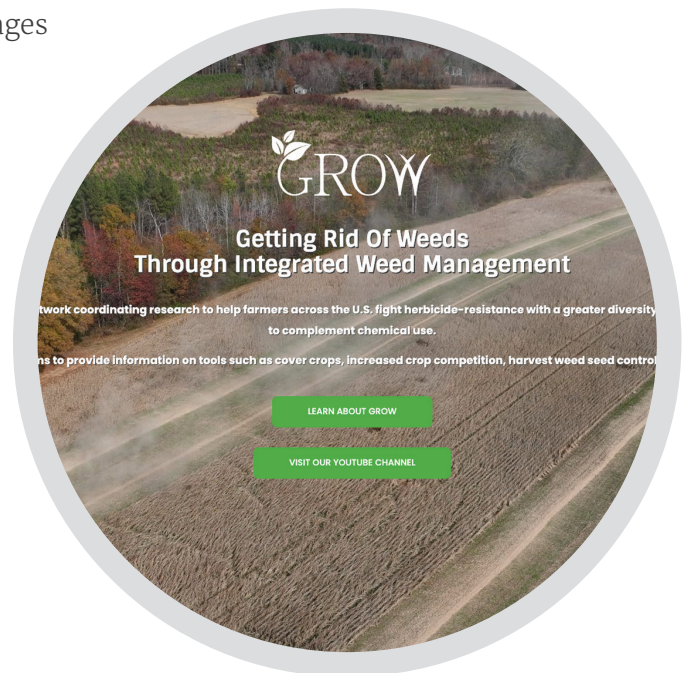 ges
GROW
Getting Rid Of Weeds
Through Integrated Weed Management
twork coordinating research to help farmers across the U.S. fight herbicide-resistance with a greater diversity
to complement chemical use.
ms to provide information on tools such as cover crops, increased crop competition, harvest weed seed control
LEARN ABOUT GROW
VISIT OUR YOUTUBE CHANNEL